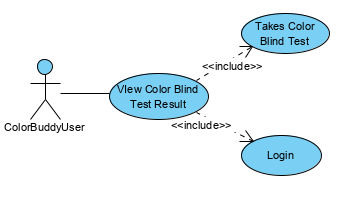 Takes Color
Blind Test
<<include>>
VIew Color Blind
Test Result
<<include>>
ColorBuddyUser
Login